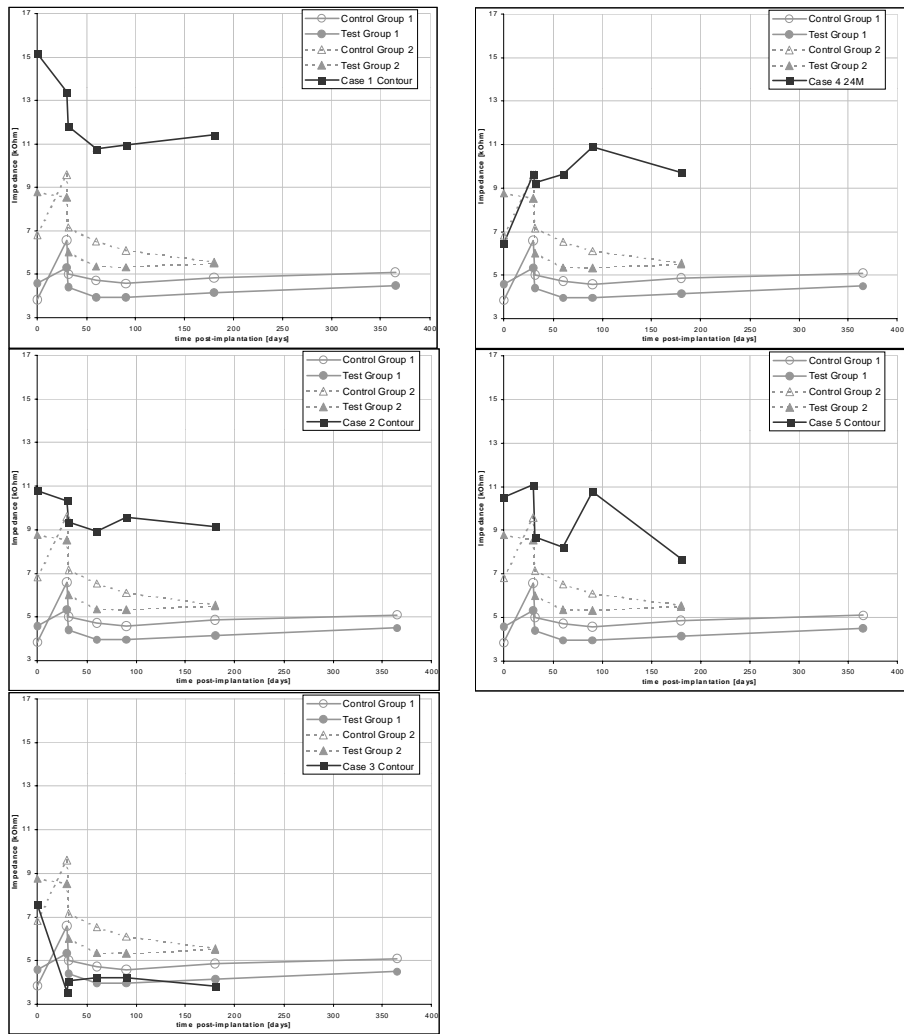 Control Group 1
Test Group 1
Control Group 2
Test Group 2
Case 1 Contour
Impedance [kOhm]
17
15
13
11
9
7
5
3
0 50 100 150 200 250 300 350 400
time post-implantation [days]
Control Group 1
Test Group 1
Control Group 2
Test Group 2
Case 4 24M
Impedance [kOhm]
17
15
13
11
9
7
5
3
0 50 100 150 200 250 300 350 400
time post-implantation [days]
Control Group 1
Test Group 1
Control Group 2
Test Group 2
Case 2 Contour
Impedance [kOhm]
17
15
13
11
9
7
5
3
0 50 100 150 200 250 300 350 400
time post-implantation [days]
Control Group 1
Test Group 1
Control Group 2
Test Group 2
Case 5 Contour
Impedance [kOhm]
17
15
13
11
9
7
5
3
0 50 100 150 200 250 300 350 400
time post-implantation [days]
Control Group 1
Test Group 1
Control Group 2
Test Group 2
Case 3 Contour
Impedance [kOhm]
17
15
13
11
9
7
5
3
0 50 100 150 200 250 300 350 400
time post-implantation [days]